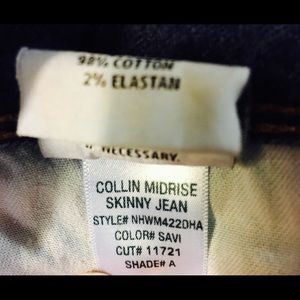 98% COTTON
2% ELASTAN
NECESSARY.
COLLIN MIDRISE
SKINNY JEAN
STYLE# NHWM422DHA
COLOR# SAVI
CUT# 11721
SHADE# A